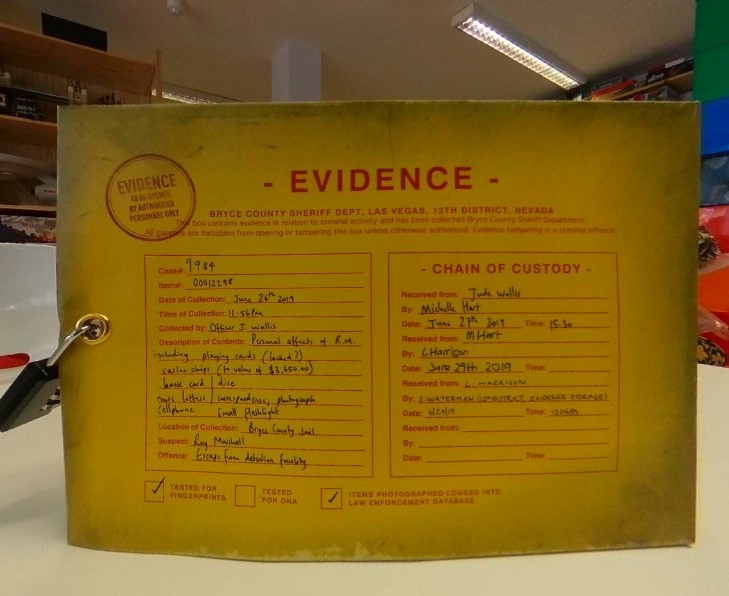 EVIDENCE
TO BE OPENED
BY AUTHORISED
PERSONNEL ONLY
- EVIDENCE -
BRYCE COUNTY SHERIFF DEPT, LAS VEGAS, 12TH DISTRICT, NEVADA
This box contains evidence in relation to criminal activity and has been collected Bryce County Sheriff Department.
All parties are forbidden from opening or tampering this box unless otherwise authorised. Evidence tampering is a criminal offence.
Case#: 9984
Item#: 00012298
Date of Collection: June 26th 2019
Time of Collection: 11:56pm
Collected by: Officer J. Wallis
Description of Contents: Personal affects of R.M.
including playing cards (locked?)
casino chips (to value of $3,650.00)
bank card / dice
letters / correspondence, photograph
cellphone small flashlight
Location of Collection: Bryce County Jail
Suspect: Roy Marshall
Offence: Escape from detention facility
TESTED FOR
FINGERPRINTS
TESTED
FOR DNA
ITEMS PHOTOGRAPHED LOGGED INTO
LAW ENFORCEMENT DATABASE
- CHAIN OF CUSTODY -
Received from: Jude Wallis
By: Michelle Hart
Date: June 27th 2019 Time: 15:30
Received from: M Hart
By: L Harrison
Date: June 29th 2019 Time:
Received from: L HARRISON
By: S. WATERMAN (12th DISTRICT EVIDENCE STORAGE)
Date: 6/29/19 Time: 12:06PM
Received from:
By:
Date: Time: